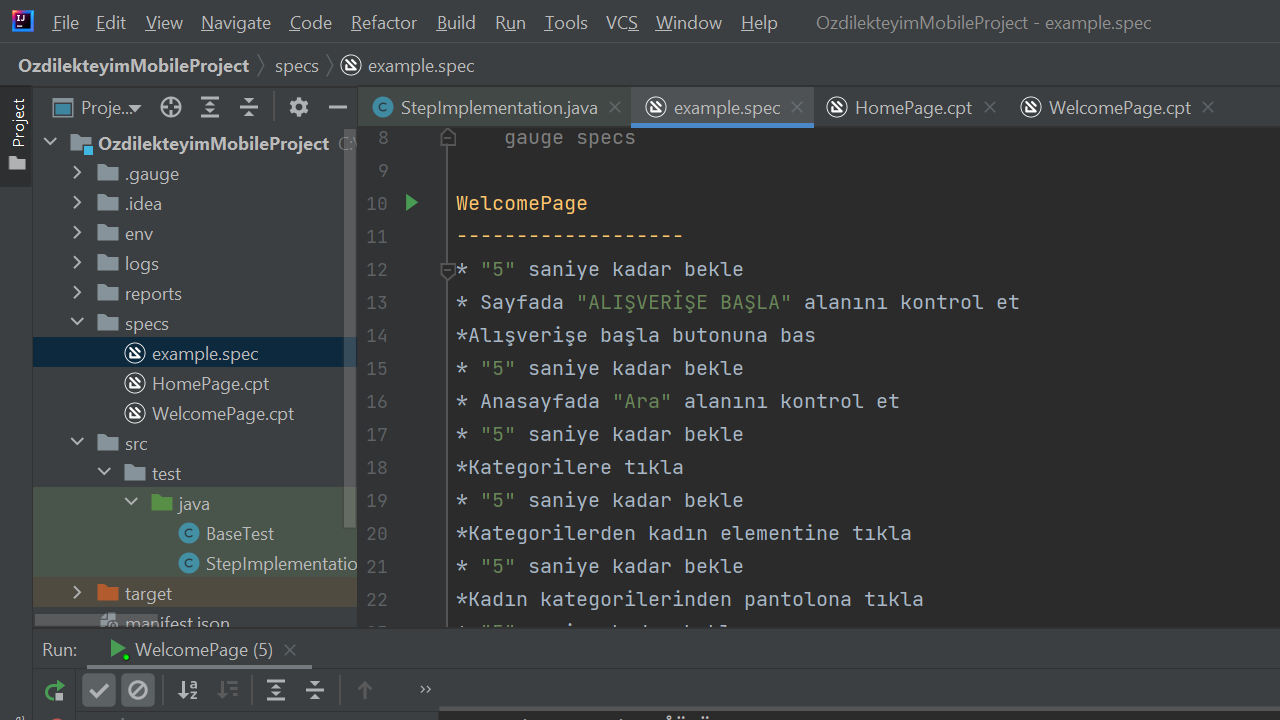 File Edit View Navigate Code Refactor Build Run Tools VCS Window Help OzdilekteyimMobileProject - example.spec
OzdilekteyimMobileProject specs example.spec
Project
Proje...
OzdilekteyimMobileProject
.gauge
.idea
env
logs
reports
specs
example.spec
HomePage.cpt
WelcomePage.cpt
src
test
java
BaseTest
StepImplementatio
target
manifest.json
StepImplementation.java example.spec HomePage.cpt WelcomePage.cpt
8 gauge specs
9
10 WelcomePage
11 -------------------
12 * "5" saniye kadar bekle
13 * Sayfada "ALIŞVERİŞE BAŞLA" alanını kontrol et
14 *Alışverişe başla butonuna bas
15 * "5" saniye kadar bekle
16 * Anasayfada "Ara" alanını kontrol et
17 * "5" saniye kadar bekle
18 *Kategorilere tıkla
19 * "5" saniye kadar bekle
20 *Kategorilerden kadın elementine tıkla
21 * "5" saniye kadar bekle
22 *Kadın kategorilerinden pantolona tıkla
Run: WelcomePage (5)